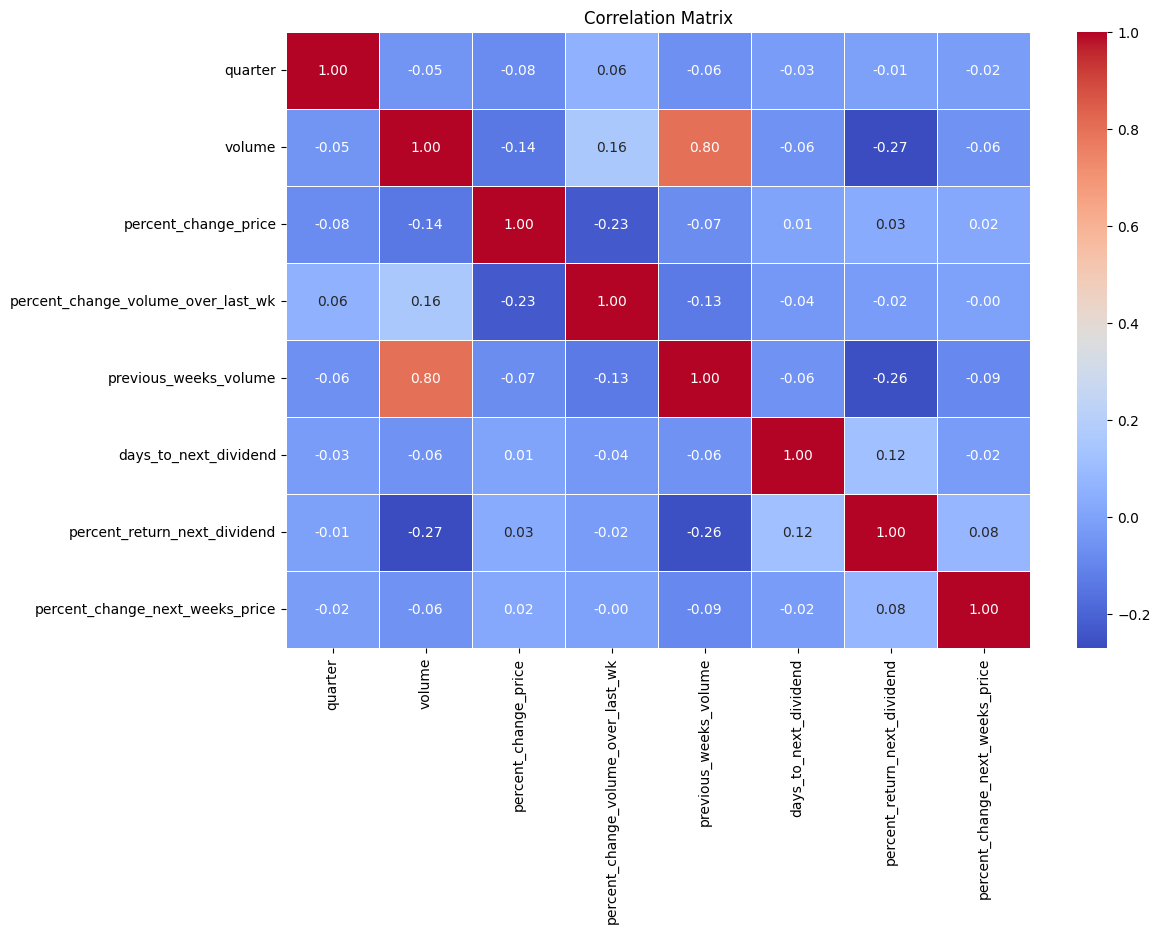 Correlation Matrix
quarter 1.00 -0.05 -0.08 0.06 -0.06 -0.03 -0.01 -0.02
volume -0.05 1.00 -0.14 0.16 0.80 -0.06 -0.27 -0.06
percent_change_price -0.08 -0.14 1.00 -0.23 -0.07 0.01 0.03 0.02
percent_change_volume_over_last_wk 0.06 0.16 -0.23 1.00 -0.13 -0.04 -0.02 -0.00
previous_weeks_volume -0.06 0.80 -0.07 -0.13 1.00 -0.06 -0.26 -0.09
days_to_next_dividend -0.03 -0.06 0.01 -0.04 -0.06 1.00 0.12 -0.02
percent_return_next_dividend -0.01 -0.27 0.03 -0.02 -0.26 0.12 1.00 0.08
percent_change_next_weeks_price -0.02 -0.06 0.02 -0.00 -0.09 -0.02 0.08 1.00
quarter
volume
percent_change_price
percent_change_volume_over_last_wk
previous_weeks_volume
days_to_next_dividend
percent_return_next_dividend
percent_change_next_weeks_price
1.0
0.8
0.6
0.4
0.2
0.0
−0.2